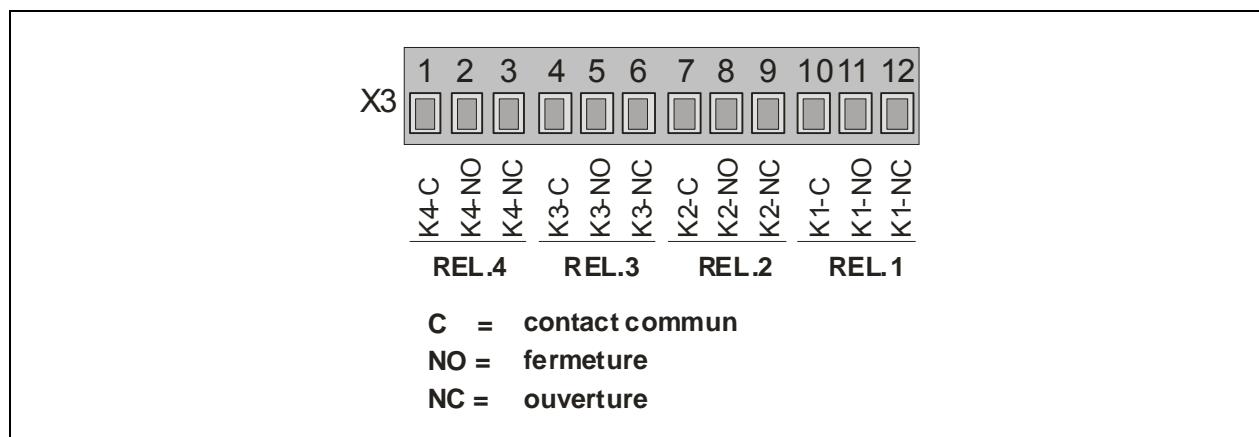 1 2 3 4 5 6 7 8 9 10 11 12
X3
K4-C K4-NO K4-NC K3-C K3-NO K3-NC K2-C K2-NO K2-NC K1-C K1-NO K1-NC
REL.4 REL.3 REL.2 REL.1
C = contact commun
NO = fermeture
NC = ouverture